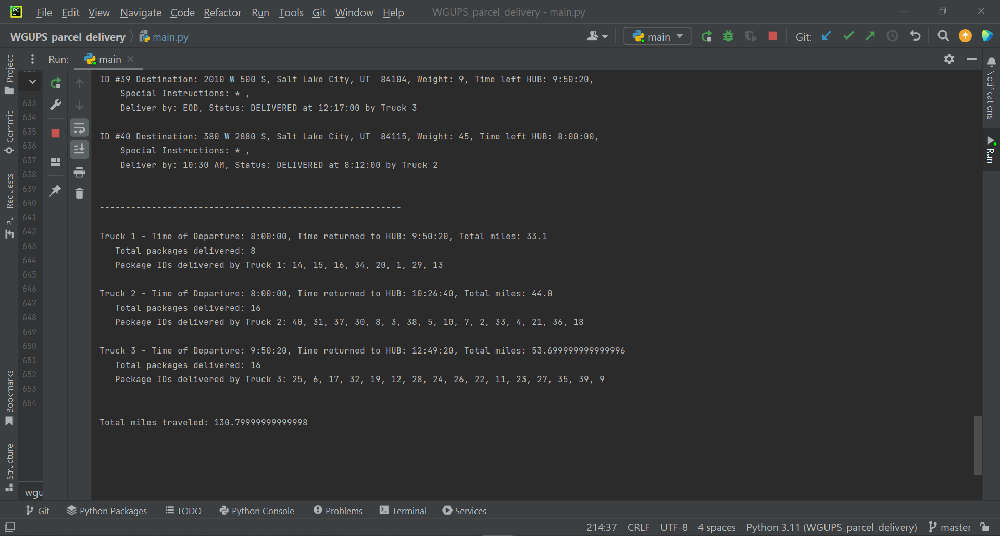 File Edit View Navigate Code Refactor Run Tools Git Window Help WGUPS_parcel_delivery - main.py
WGUPS_parcel_delivery main.py main Git:
Run: main
Project
Commit
Pull Requests
Bookmarks
Structure
Notifications
Run
633
634
635
636
637
638
639
640
641
642
643
644
645
646
647
648
649
650
651
652
653
654
wgu
ID #39 Destination: 2010 W 500 S, Salt Lake City, UT  84104, Weight: 9, Time left HUB: 9:50:20,
Special Instructions: * ,
Deliver by: EOD, Status: DELIVERED at 12:17:00 by Truck 3
ID #40 Destination: 380 W 2880 S, Salt Lake City, UT  84115, Weight: 45, Time left HUB: 8:00:00,
Special Instructions: * ,
Deliver by: 10:30 AM, Status: DELIVERED at 8:12:00 by Truck 2
----------------------------------------------------------
Truck 1 - Time of Departure: 8:00:00, Time returned to HUB: 9:50:20, Total miles: 33.1
Total packages delivered: 8
Package IDs delivered by Truck 1: 14, 15, 16, 34, 20, 1, 29, 13
Truck 2 - Time of Departure: 8:00:00, Time returned to HUB: 10:26:40, Total miles: 44.0
Total packages delivered: 16
Package IDs delivered by Truck 2: 40, 31, 37, 30, 8, 3, 38, 5, 10, 7, 2, 33, 4, 21, 36, 18
Truck 3 - Time of Departure: 9:50:20, Time returned to HUB: 12:49:20, Total miles: 53.699999999999996
Total packages delivered: 16
Package IDs delivered by Truck 3: 25, 6, 17, 32, 19, 12, 28, 24, 26, 22, 11, 23, 27, 35, 39, 9
Total miles traveled: 130.79999999999998
Git Python Packages TODO Python Console Problems Terminal Services
214:37 CRLF UTF-8 4 spaces Python 3.11 (WGUPS_parcel_delivery) master